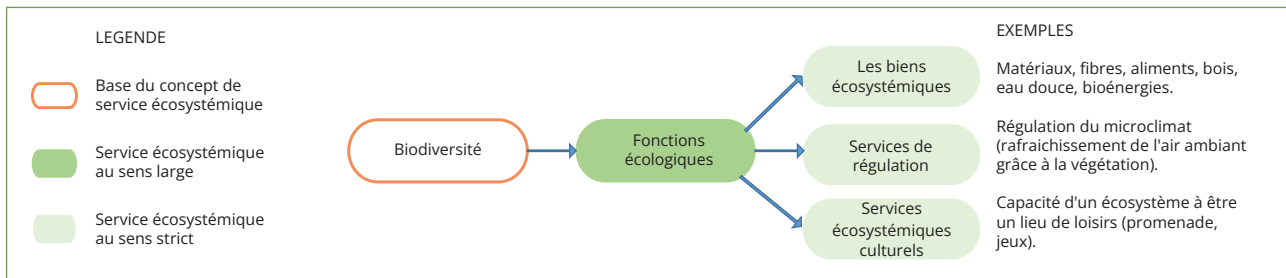 LEGENDE
Base du concept de
service écosystémique
Service écosystémique
au sens large
Service écosystémique
au sens strict
Biodiversité
Fonctions
écologiques
Les biens
écosystémiques
Services de
régulation
Services
écosystémiques
culturels
EXEMPLES
Matériaux, fibres, aliments, bois,
eau douce, bioénergies.
Régulation du microclimat
(rafraichissement de l'air ambiant
grâce à la végétation).
Capacité d'un écosystème à être
un lieu de loisirs (promenade,
jeux).